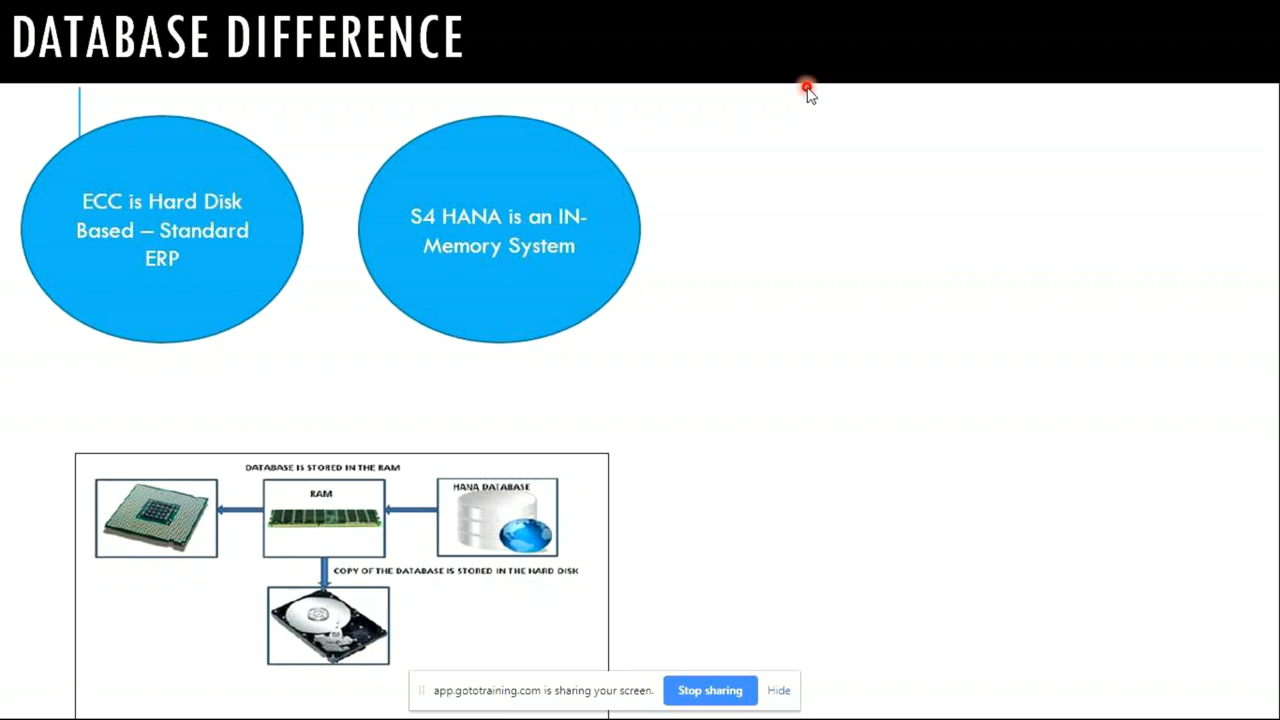 DATABASE DIFFERENCE
ECC is Hard Disk
Based – Standard
ERP
S4 HANA is an IN-
Memory System
DATABASE IS STORED IN THE RAM
RAM
HANA DATABASE
COPY OF THE DATABASE IS STORED IN THE HARD DISK
app.gototraining.com is sharing your screen.
Stop sharing
Hide